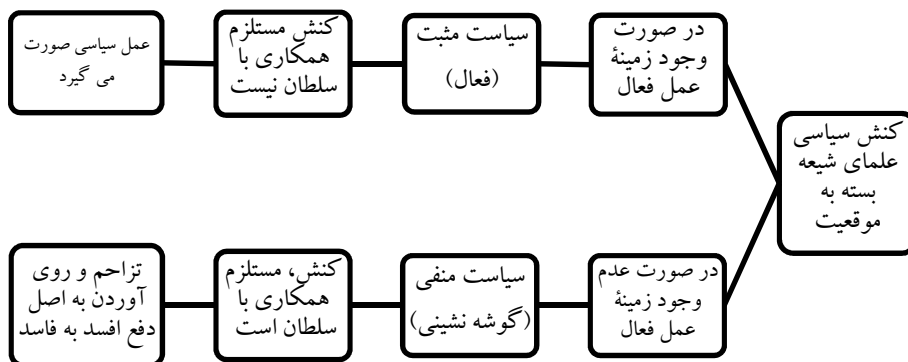 کنش سیاسی
علمای شیعه
بسته به
موقعیت
در صورت
وجود زمینهٔ
عمل فعال
سیاست مثبت
(فعال)
کنش مستلزم
همکاری با
سلطان نیست
عمل سیاسی صورت
می گیرد
در صورت عدم
وجود زمینهٔ
عمل فعال
سیاست منفی
(گوشه نشینی)
کنش، مستلزم
همکاری با
سلطان است
تزاحم و روی
آوردن به اصل
دفع افسد به فاسد